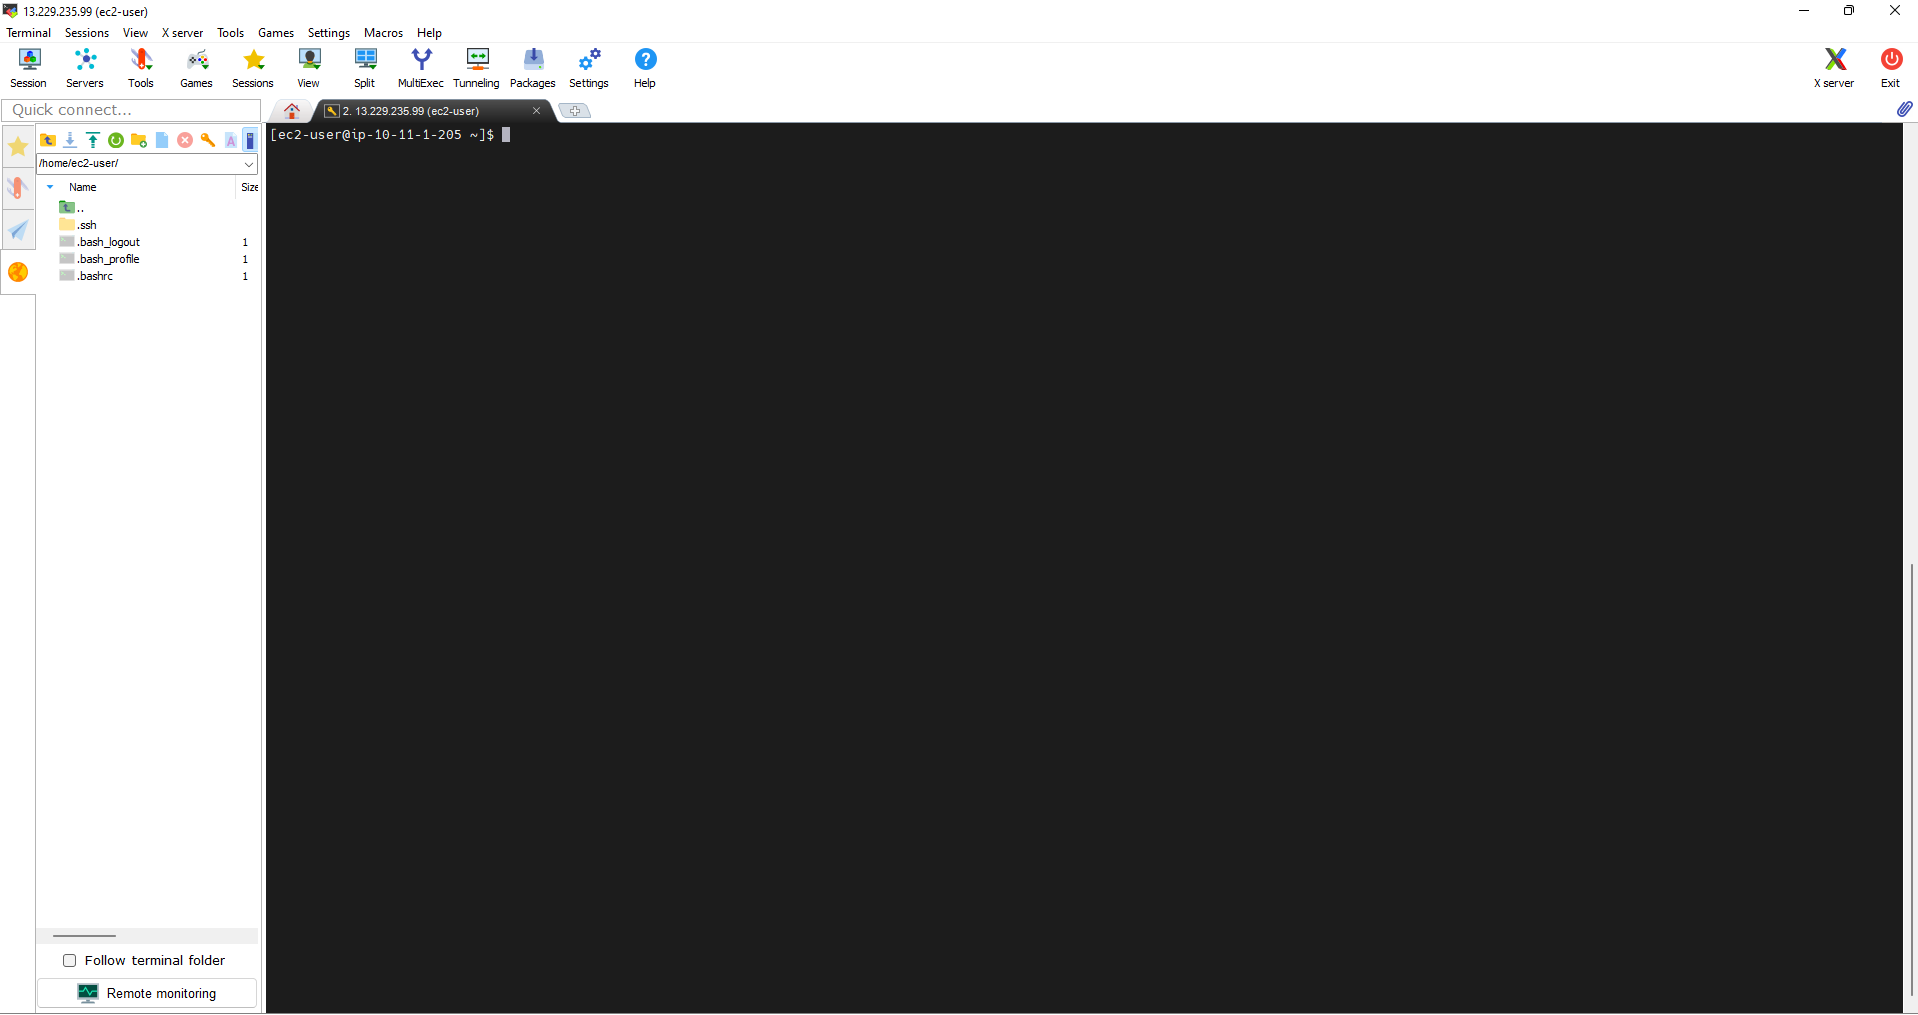 13.229.235.99 (ec2-user)
Terminal Sessions View X server Tools Games Settings Macros Help
Session Servers Tools Games Sessions View Split MultiExec Tunneling Packages Settings Help X server Exit
Quick connect...
2. 13.229.235.99 (ec2-user)
[ec2-user@ip-10-11-1-205 ~]$
/home/ec2-user/
Name Size
..
.ssh
.bash_logout 1
.bash_profile 1
.bashrc 1
Follow terminal folder
Remote monitoring